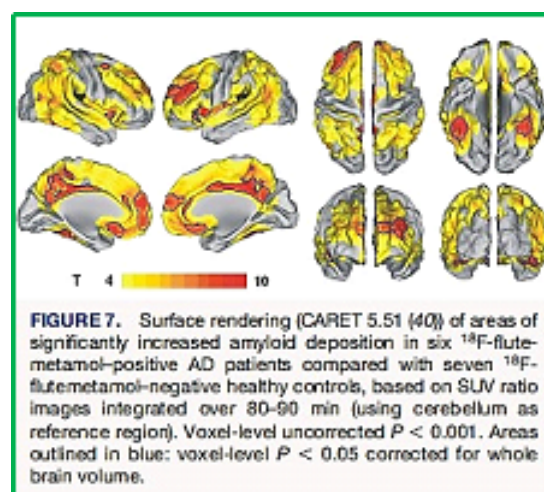 T 4 10
FIGURE 7. Surface rendering (CARET 5.51 (40)) of areas of
significantly increased amyloid deposition in six ¹⁸F-flute-
metamol–positive AD patients compared with seven ¹⁸F-
flutemetamol–negative healthy controls, based on SUV ratio
images integrated over 80–90 min (using cerebellum as
reference region). Voxel-level uncorrected P < 0.001. Areas
outlined in blue: voxel-level P < 0.05 corrected for whole
brain volume.